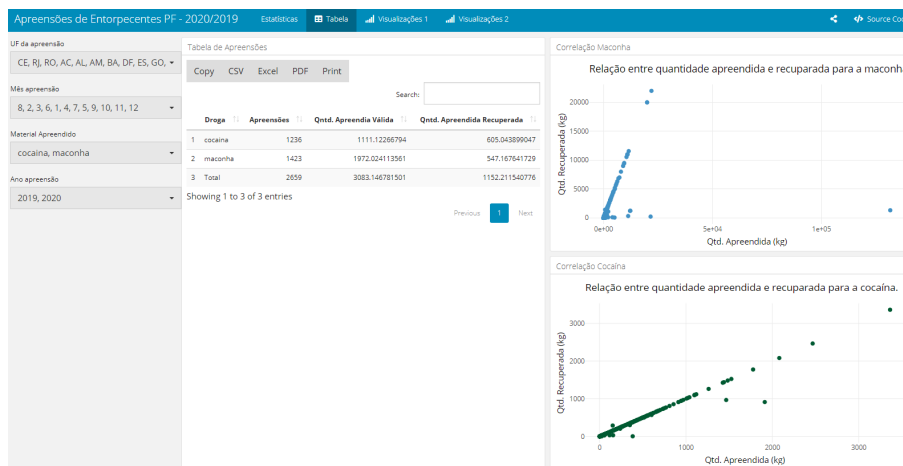 Apreensões de Entorpecentes PF - 2020/2019
Estatísticas
Tabela
Visualizações 1
Visualizações 2
Source Co
UF da apreensão
CE, RJ, RO, AC, AL, AM, BA, DF, ES, GO,
Mês apreensão
8, 2, 3, 6, 1, 4, 7, 5, 9, 10, 11, 12
Material Apreendido
cocaina, maconha
Ano apreensão
2019, 2020
Tabela de Apreensões
Copy CSV Excel PDF Print
Search:
Droga Apreensões Qntd. Apreendia Válida Qntd. Apreendida Recuperada
1 cocaina 1236 1111.12266794 605.043899047
2 maconha 1423 1972.024113561 547.167641729
3 Total 2659 3083.146781501 1152.211540776
Showing 1 to 3 of 3 entries
Previous 1 Next
Correlação Maconha
Relação entre quantidade apreendida e recuparada para a maconh
Qtd. Recuperada (kg)
20000
15000
10000
5000
0
0e+00 5e+04 1e+05
Qtd. Apreendida (kg)
Correlação Cocaína
Relação entre quantidade apreendida e recuparada para a cocaína.
Qtd. Recuperada (kg)
3000
2000
1000
0
0 1000 2000 3000
Qtd. Apreendida (kg)